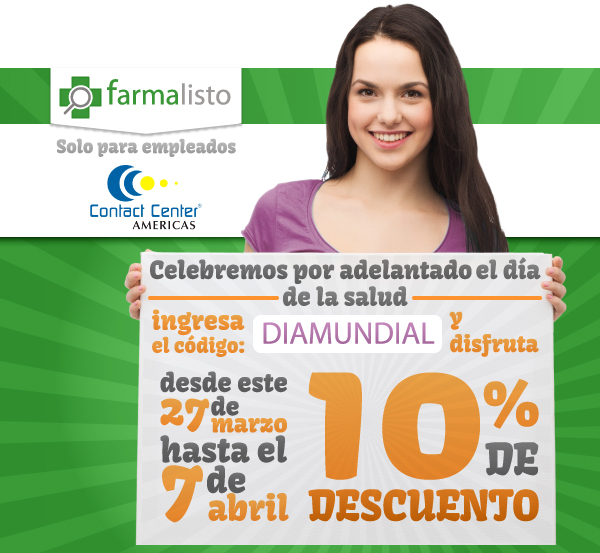 farmalisto
Solo para empleados
Contact Center®
AMERICAS
Celebremos por adelantado el día
de la salud
ingresa
el código:
DIAMUNDIAL
y
disfruta
desde este
27 de
marzo
hasta el
7 de
abril
10%
DE
DESCUENTO